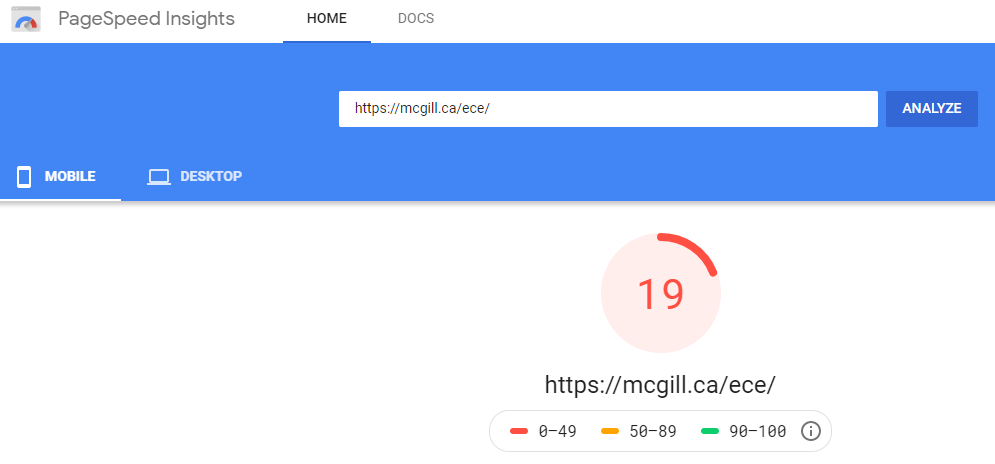 PageSpeed Insights HOME DOCS
https://mcgill.ca/ece/ ANALYZE
MOBILE DESKTOP
19
https://mcgill.ca/ece/
0–49 50–89 90–100